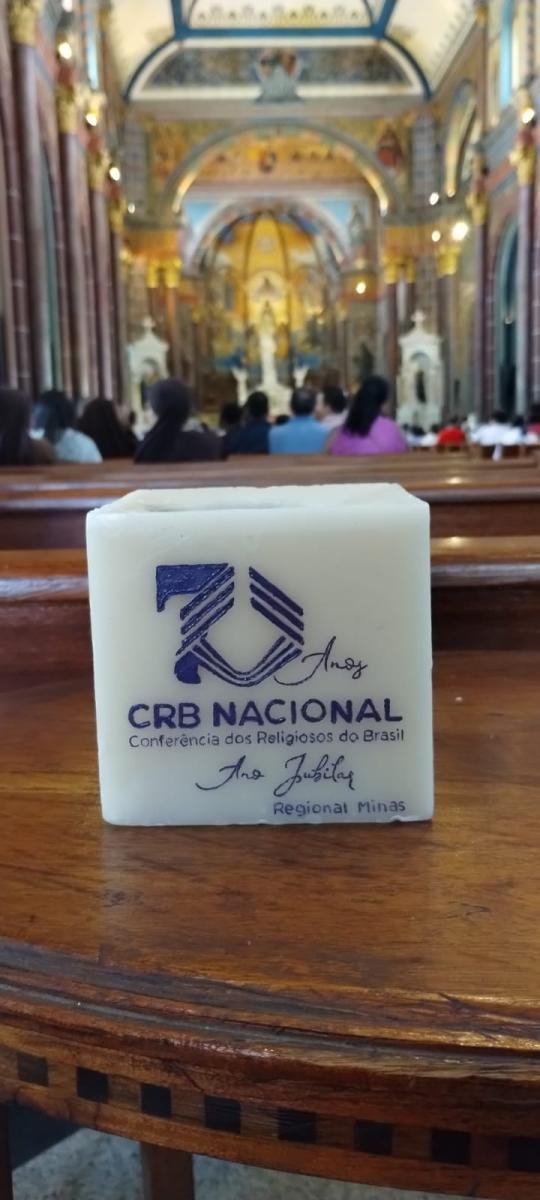 70 Anos
CRB NACIONAL
Conferência dos Religiosos do Brasil
Ano Jubilar
Regional Minas